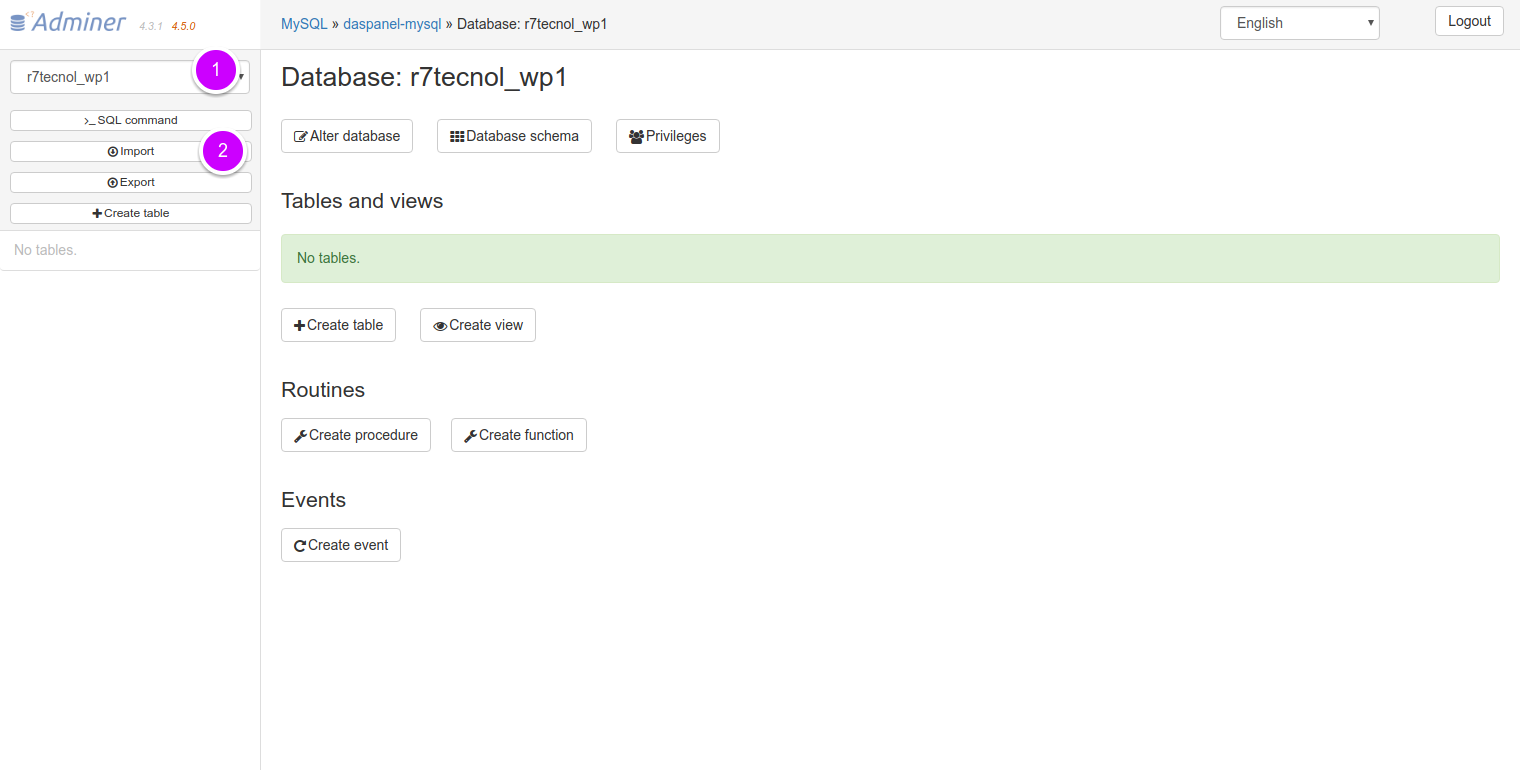 Adminer 4.3.1 4.5.0
MySQL » daspanel-mysql » Database: r7tecnol_wp1
English
Logout
r7tecnol_wp1
1
SQL command
Import
2
Export
Create table
No tables.
Database: r7tecnol_wp1
Alter database
Database schema
Privileges
Tables and views
No tables.
Create table
Create view
Routines
Create procedure
Create function
Events
Create event